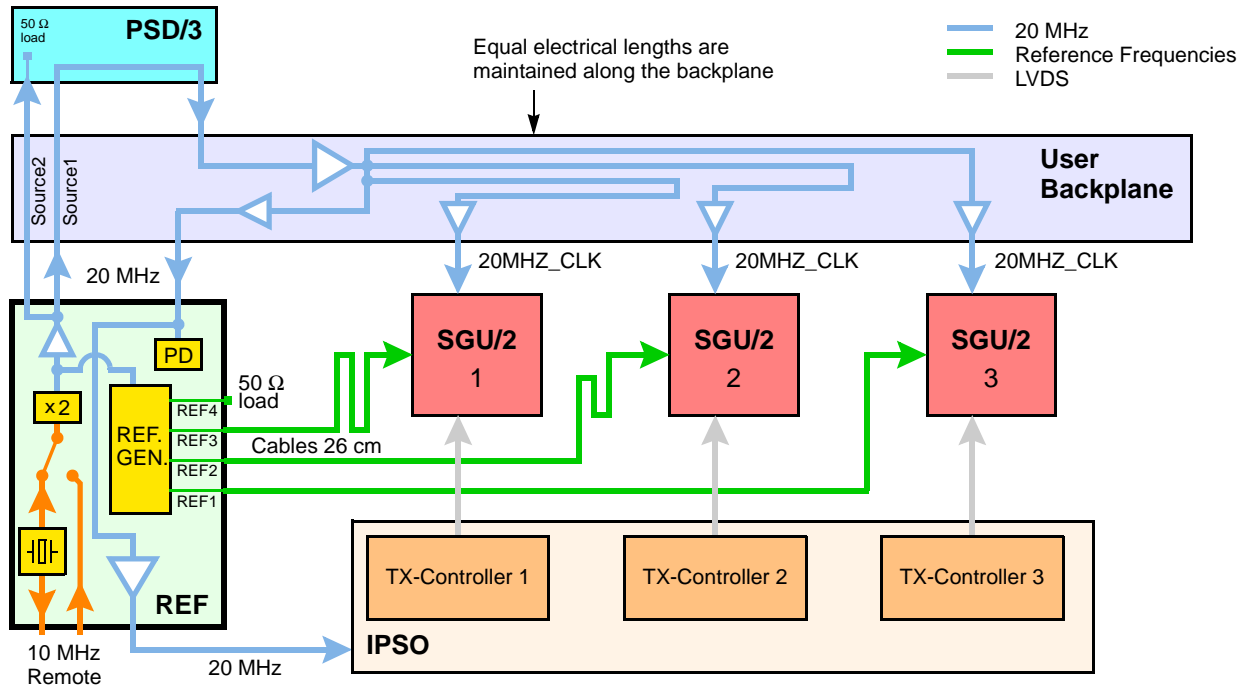 50 Ω
load
PSD/3
Equal electrical lengths are
maintained along the backplane
20 MHz
Reference Frequencies
LVDS
Source2
Source1
User
Backplane
20 MHz
20MHZ_CLK
20MHZ_CLK
20MHZ_CLK
SGU/2
1
SGU/2
2
SGU/2
3
PD
x 2
REF.
GEN.
REF4
REF3
REF2
REF1
50 Ω
load
Cables 26 cm
REF
TX-Controller 1
TX-Controller 2
TX-Controller 3
IPSO
10 MHz
Remote
20 MHz